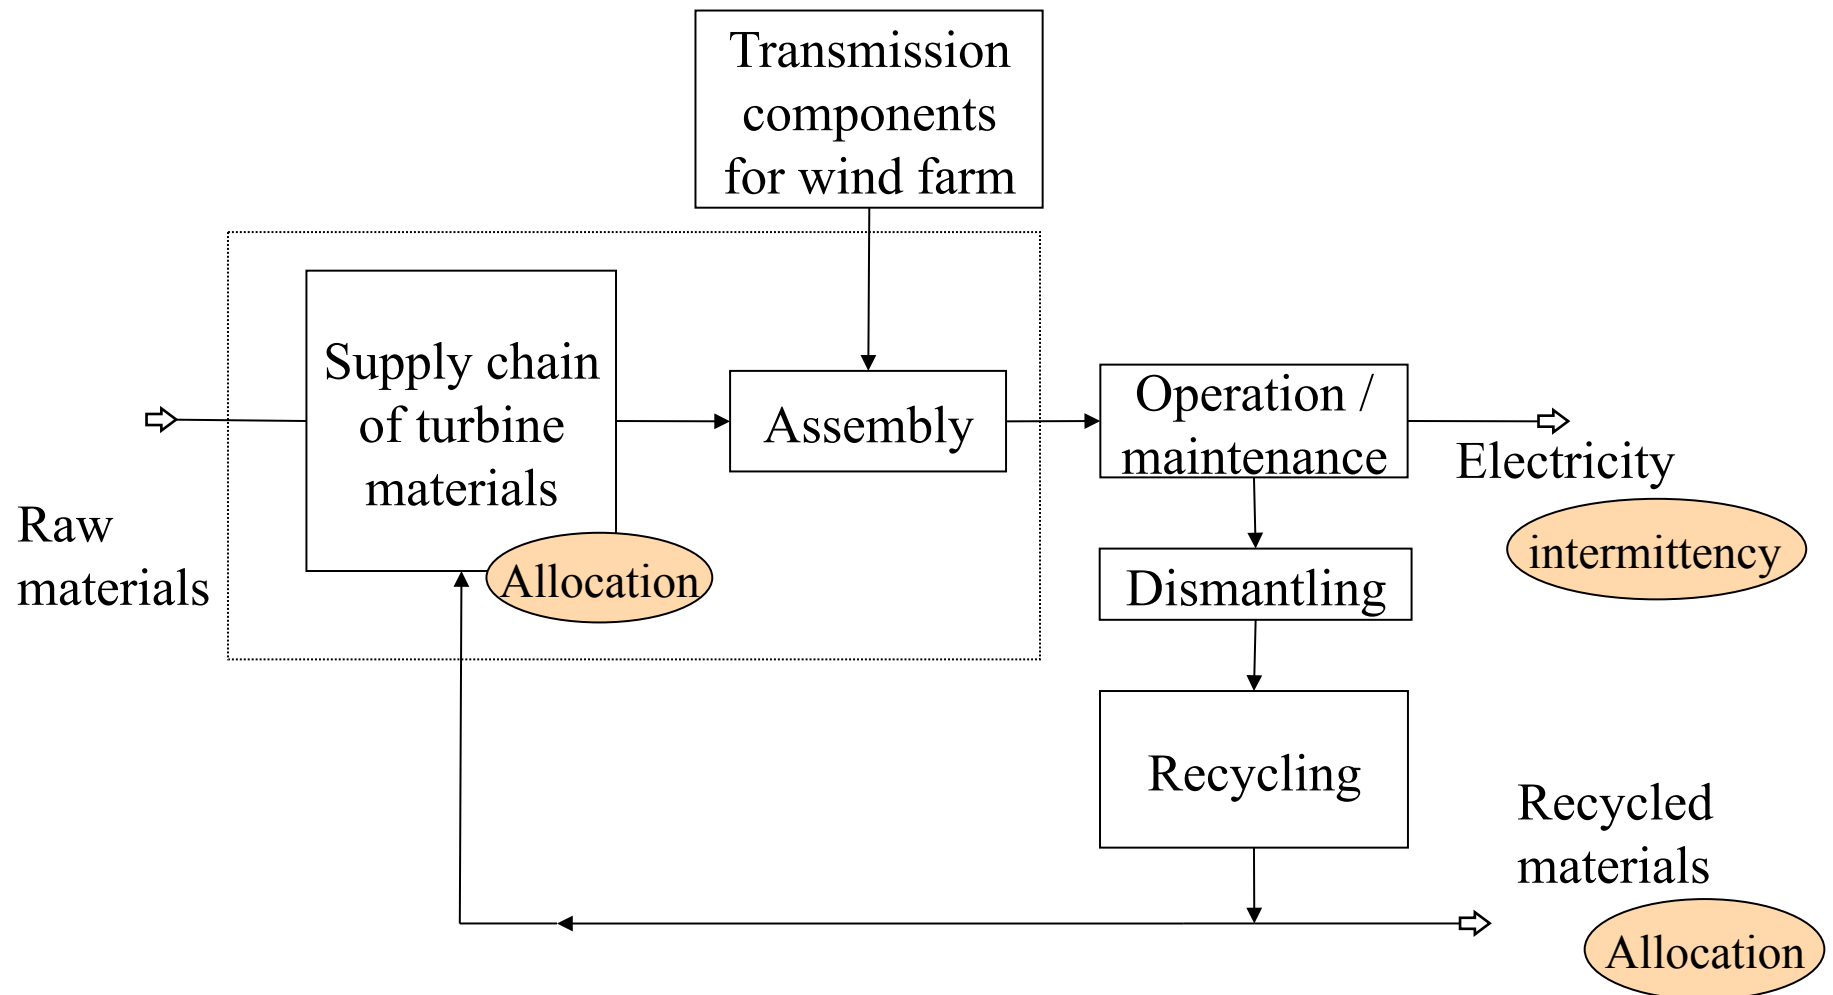 Transmission
components
for wind farm
Supply chain
of turbine
materials
Assembly
Operation /
maintenance
Electricity
Raw
materials
Allocation
intermittency
Dismantling
Recycling
Recycled
materials
Allocation